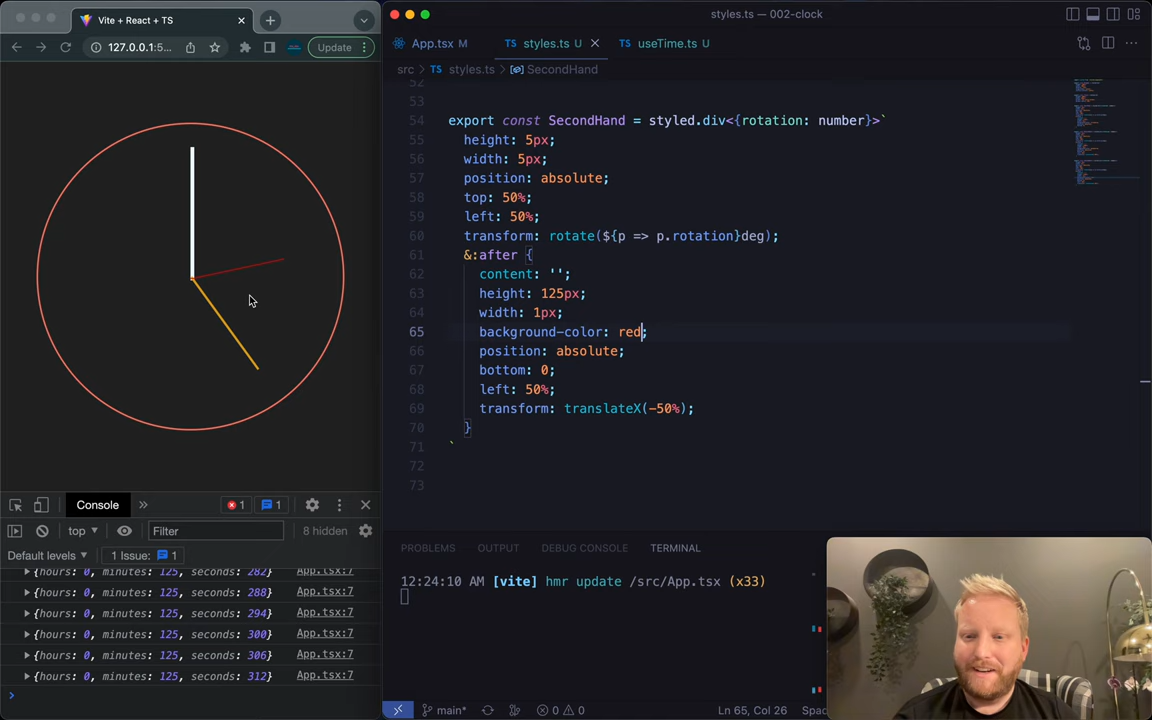 Vite + React + TS
127.0.0.1:5...
Update
Console
top
Filter
8 hidden
Default levels
1 Issue:
1
1
1
{hours: 0, minutes: 125, seconds: 282} App.tsx:7
{hours: 0, minutes: 125, seconds: 288} App.tsx:7
{hours: 0, minutes: 125, seconds: 294} App.tsx:7
{hours: 0, minutes: 125, seconds: 300} App.tsx:7
{hours: 0, minutes: 125, seconds: 306} App.tsx:7
{hours: 0, minutes: 125, seconds: 312} App.tsx:7
styles.ts — 002-clock
App.tsx M
TS styles.ts U
TS useTime.ts U
src > TS styles.ts > SecondHand
52
53
54 export const SecondHand = styled.div<{rotation: number}>`
55 height: 5px;
56 width: 5px;
57 position: absolute;
58 top: 50%;
59 left: 50%;
60 transform: rotate(${p => p.rotation}deg);
61 &:after {
62 content: '';
63 height: 125px;
64 width: 1px;
65 background-color: red;
66 position: absolute;
67 bottom: 0;
68 left: 50%;
69 transform: translateX(-50%);
70 }
71 `
72
73
PROBLEMS OUTPUT DEBUG CONSOLE TERMINAL
12:24:10 AM [vite] hmr update /src/App.tsx (x33)
main* 0 0 Ln 65, Col 26